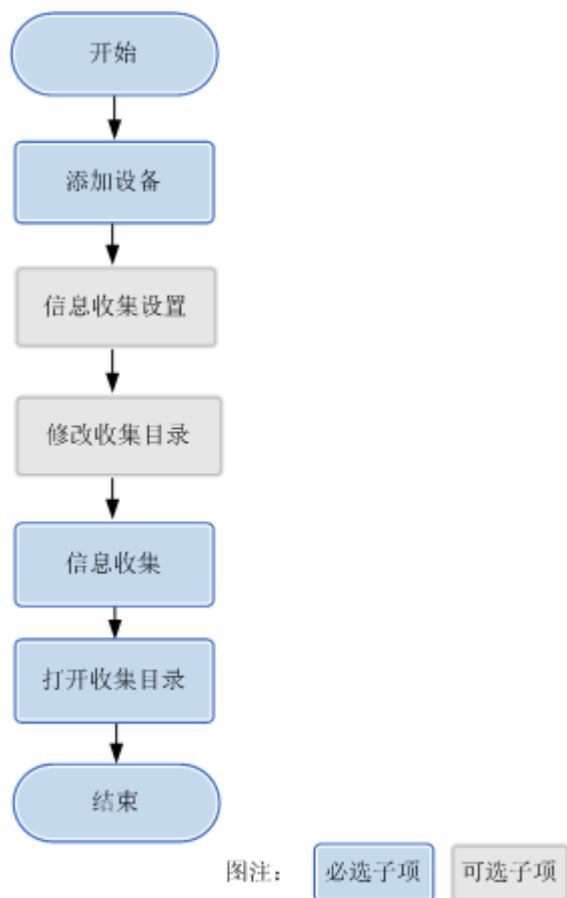 开始
添加设备
信息收集设置
修改收集目录
信息收集
打开收集目录
结束
图注： 必选子项 可选子项